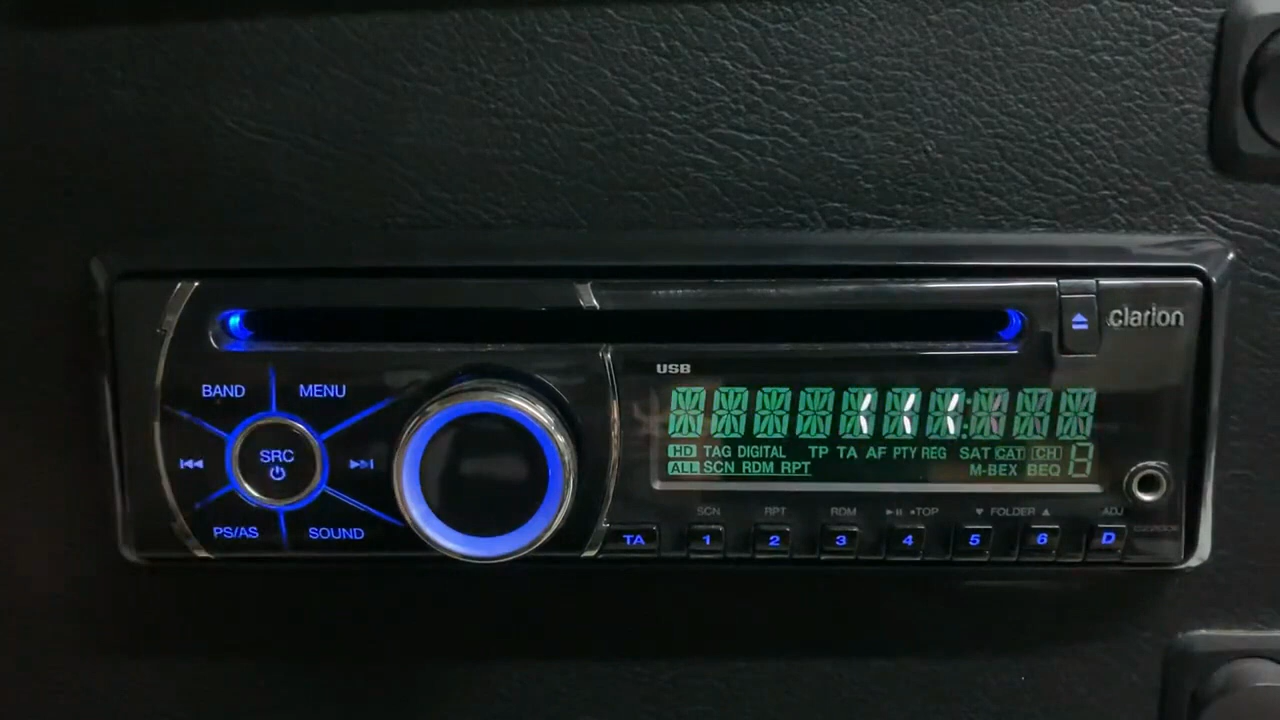 clarion
USB
BAND MENU
SRC
PS/AS SOUND
HD TAG DIGITAL TP TA AF PTY REG SAT CAT CH
ALL SCN RDM RPT M-BEX BEQ 8
SCN RPT RDM TOP FOLDER ADJ
TA 1 2 3 4 5 6 D